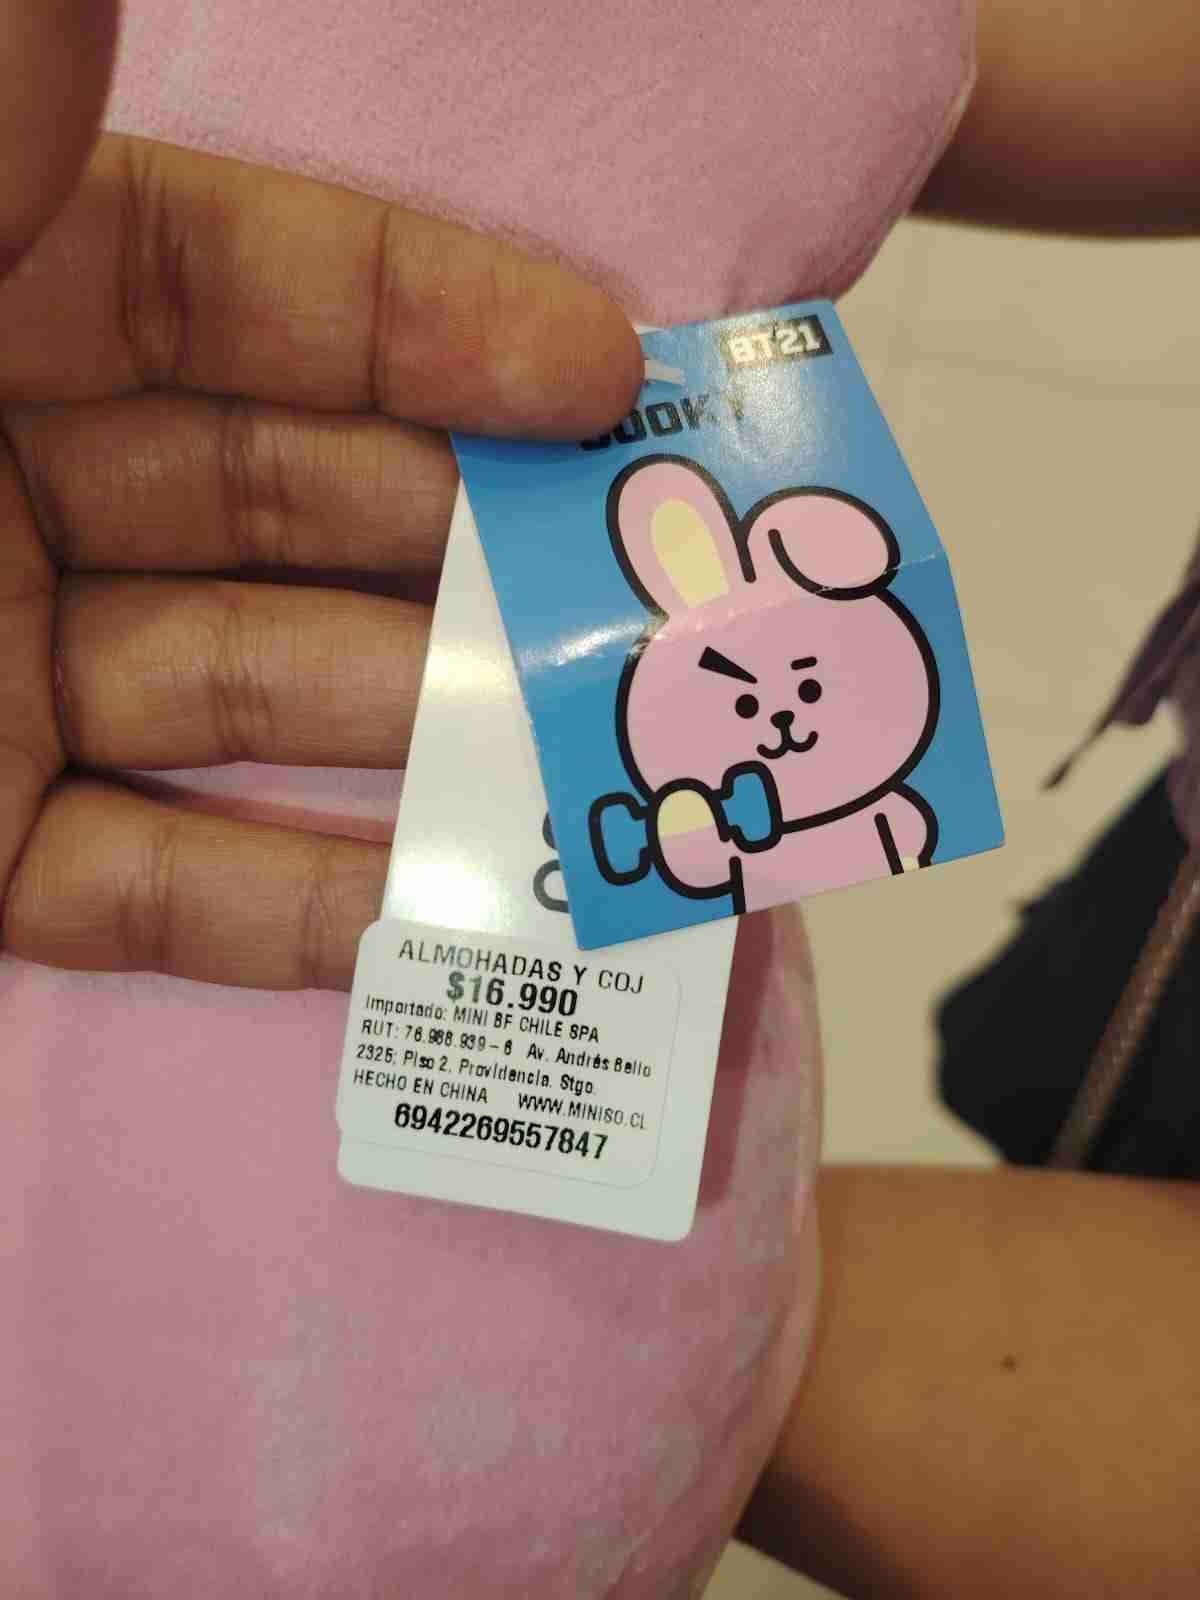 BT21
COOKY
ALMOHADAS Y COJ
$16.990
Importado: MINI BF CHILE SPA
RUT: 76.988.939-6 Av. Andrés Bello
2325; Piso 2, Providencia. Stgo.
HECHO EN CHINA WWW.MINISO.CL
6942269557847